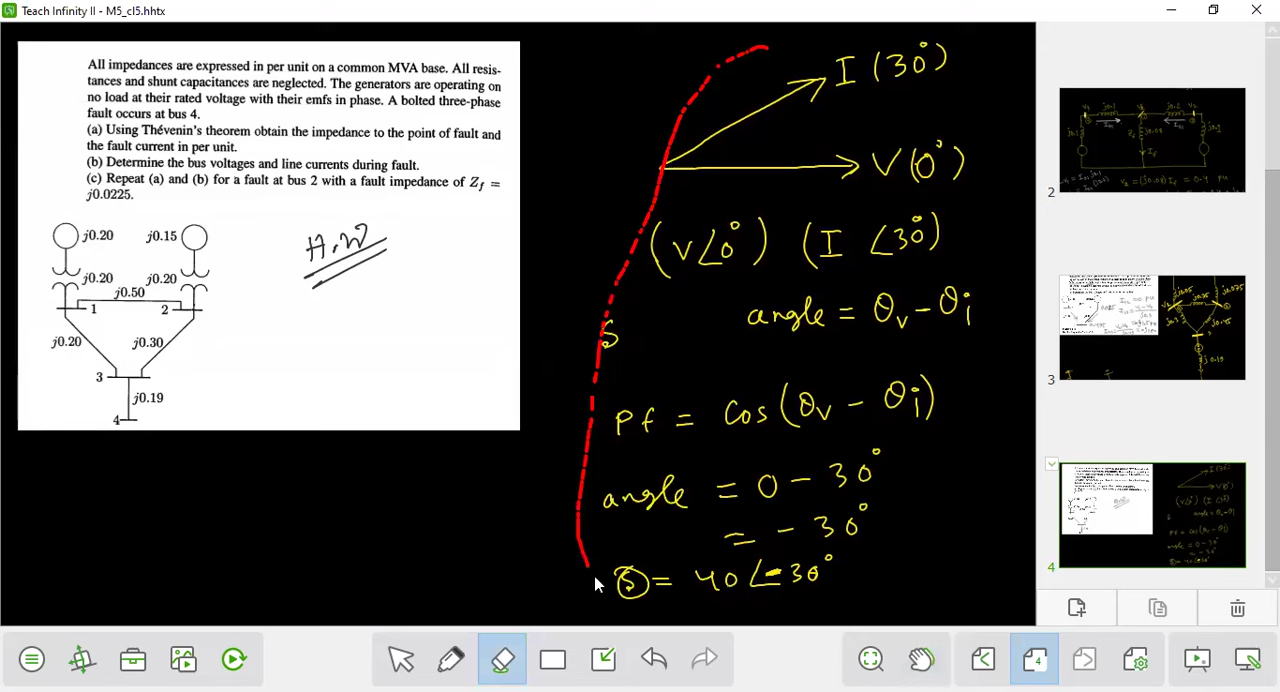 Teach Infinity II - M5_cl5.hhtx
All impedances are expressed in per unit on a common MVA base. All resis-
tances and shunt capacitances are neglected. The generators are operating on
no load at their rated voltage with their emfs in phase. A bolted three-phase
fault occurs at bus 4.
(a) Using Thévenin's theorem obtain the impedance to the point of fault and
the fault current in per unit.
(b) Determine the bus voltages and line currents during fault.
(c) Repeat (a) and (b) for a fault at bus 2 with a fault impedance of Z_f =
j0.0225.
j0.20 j0.15
j0.20 j0.20
j0.50
1 2
j0.20 j0.30
3
j0.19
4
H.W
I (30°)
V (0°)
(V∠0°) (I ∠30°)
angle = θv - θi
S
Pf = cos(θv - θi)
angle = 0 - 30°
= - 30°
S = 40 ∠-30°
2
3
4
4